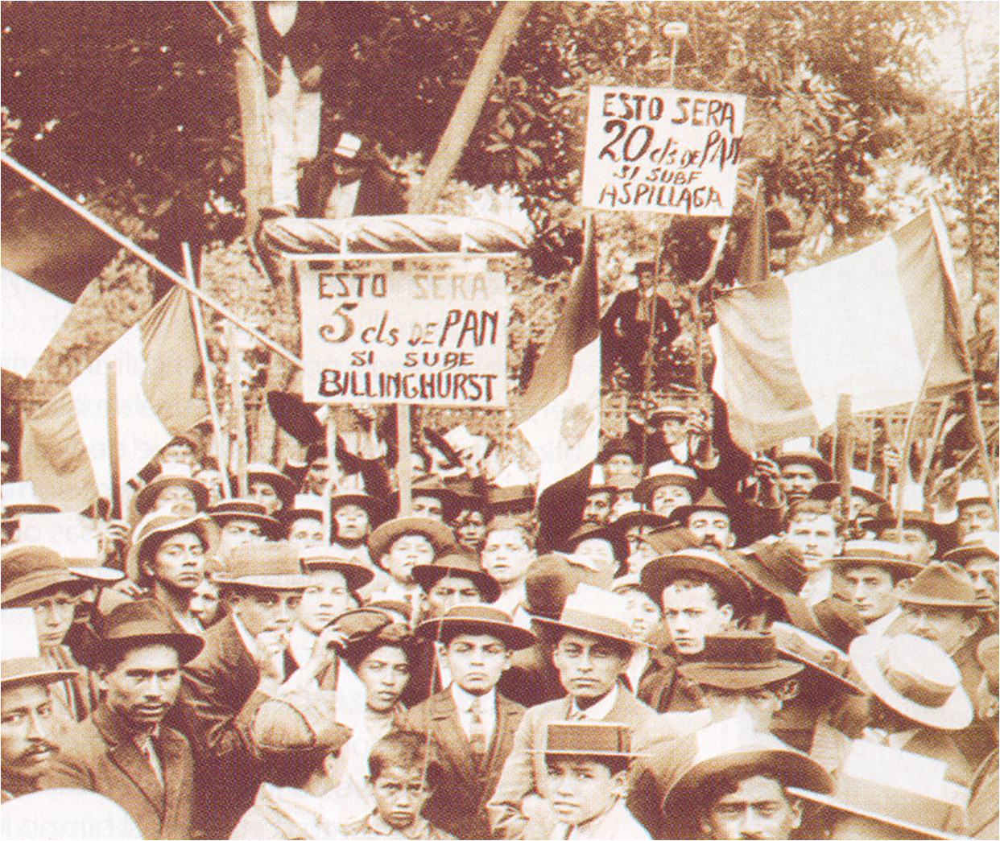 ESTO SERA
20 cts DE PAN
SI SUBE
ASPILLAGA
ESTO SERA
5 cts DE PAN
SI SUBE
BILLINGHURST